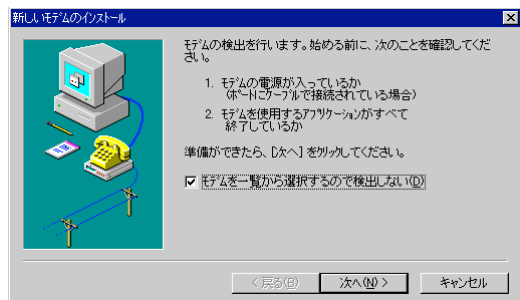 新しいﾓﾃﾞﾑのｲﾝｽﾄｰﾙ
ﾓﾃﾞﾑの検出を行います。始める前に、次のことを確認してくだ
さい。
1. ﾓﾃﾞﾑの電源が入っているか
(ﾎﾟｰﾄにｹｰﾌﾞﾙで接続されている場合)
2. ﾓﾃﾞﾑを使用するｱﾌﾟﾘｹｰｼｮﾝがすべて
終了しているか
準備ができたら、[次へ] をｸﾘｯｸしてください。
ﾓﾃﾞﾑを一覧から選択するので検出しない(D)
< 戻る(B)
次へ(N) >
キャンセル